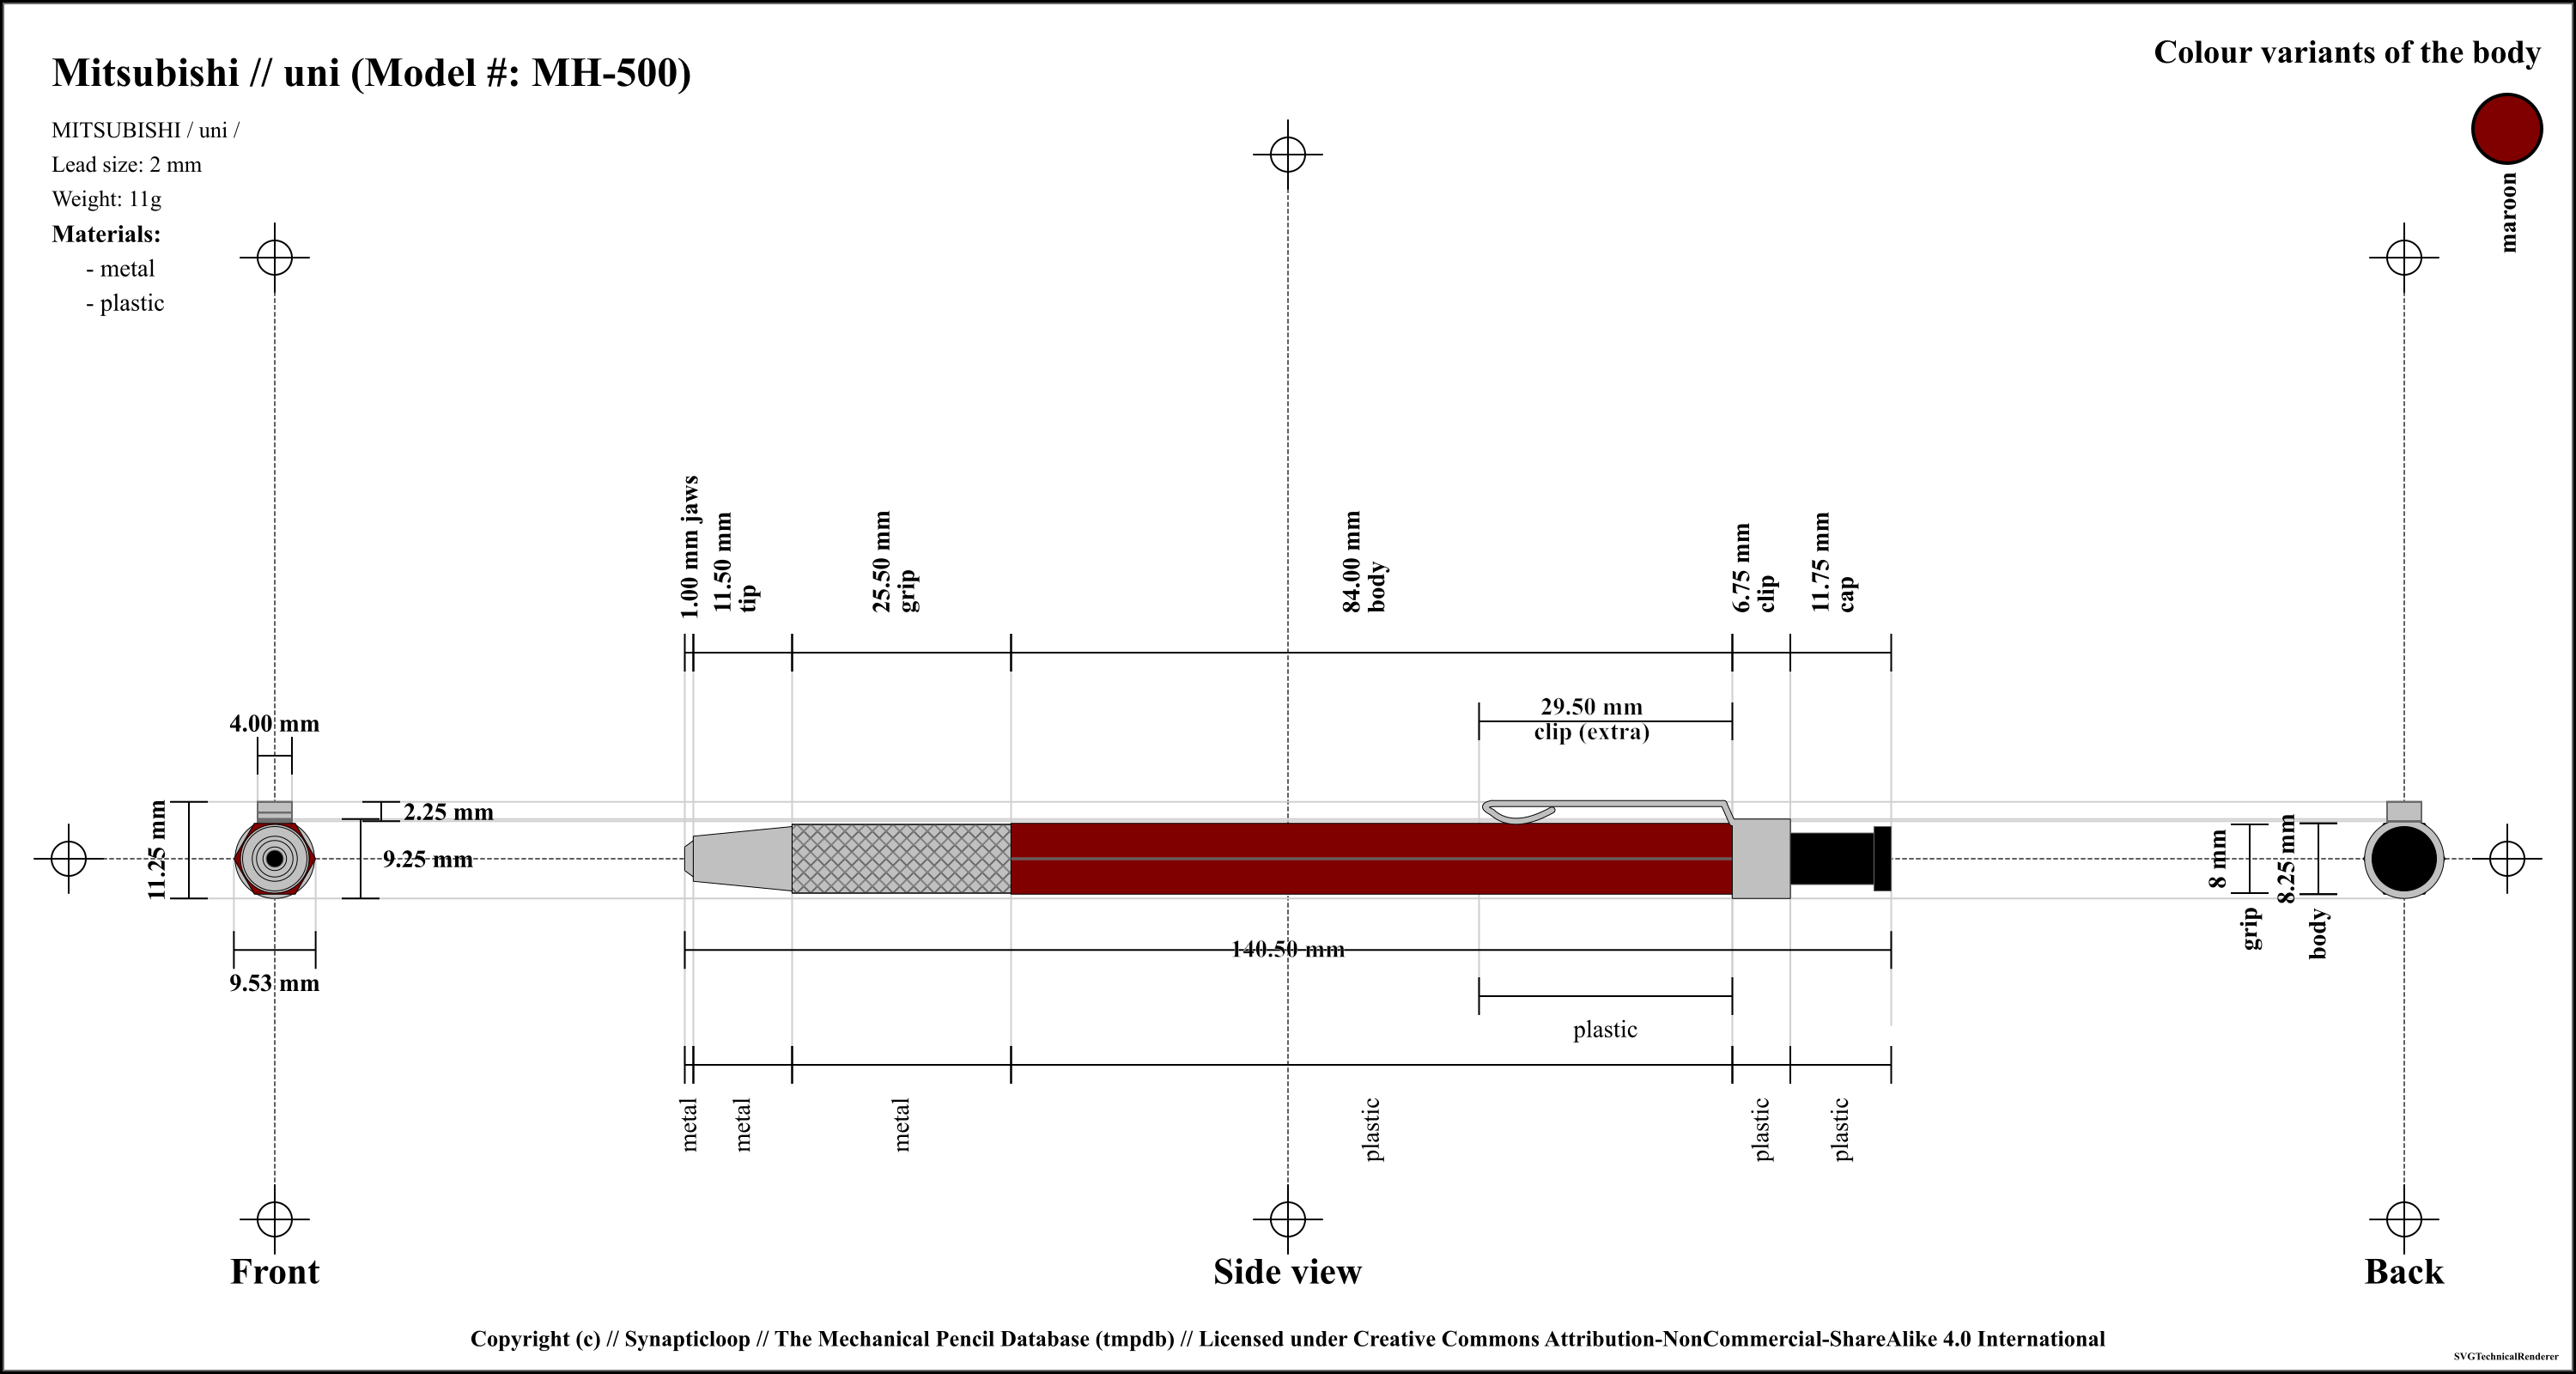 Mitsubishi // uni (Model #: MH-500)
MITSUBISHI / uni /
Lead size: 2 mm
Weight: 11g
Materials:
- metal
- plastic
Colour variants of the body
maroon
1.00 mm jaws
11.50 mm
tip
25.50 mm
grip
84.00 mm
body
6.75 mm
clip
11.75 mm
cap
29.50 mm
clip (extra)
4.00 mm
11.25 mm
2.25 mm
9.25 mm
9.53 mm
8 mm
grip
8.25 mm
body
140.50 mm
plastic
metal
metal
metal
plastic
plastic
plastic
Front
Side view
Back
Copyright (c) // Synapticloop // The Mechanical Pencil Database (tmpdb) // Licensed under Creative Commons Attribution-NonCommercial-ShareAlike 4.0 International
SVGTechnicalRenderer